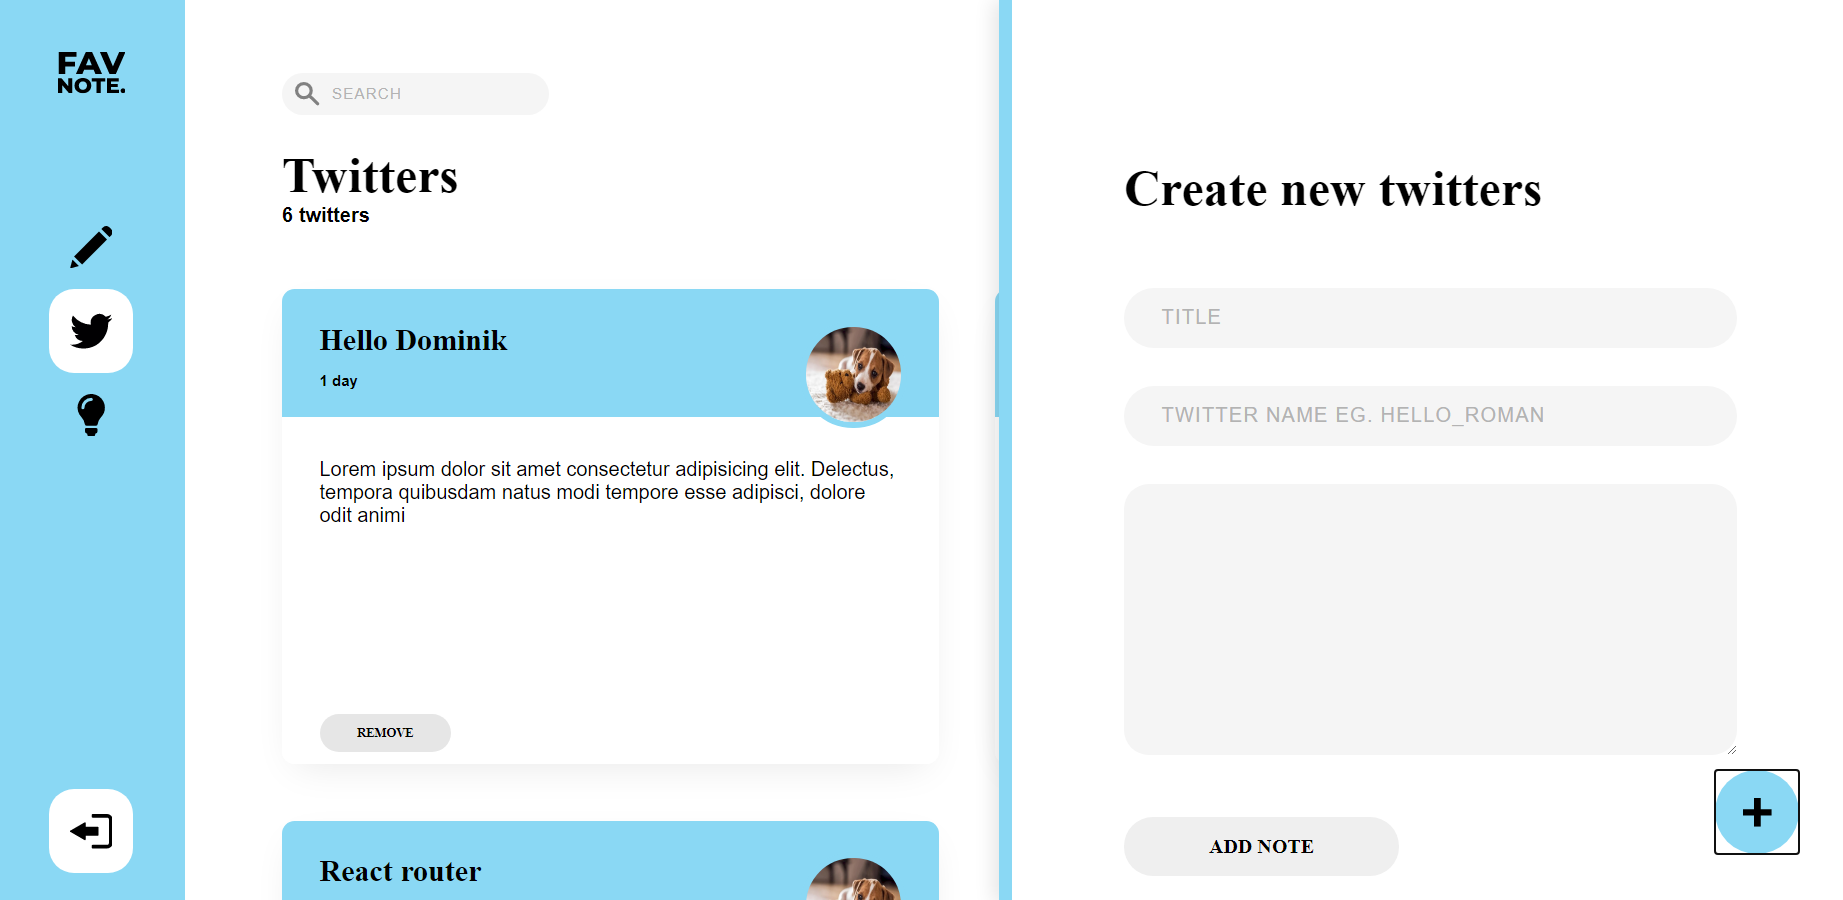 FAV
NOTE.
SEARCH
Twitters
6 twitters
Hello Dominik
1 day
Lorem ipsum dolor sit amet consectetur adipisicing elit. Delectus,
tempora quibusdam natus modi tempore esse adipisci, dolore
odit animi
REMOVE
React router
Create new twitters
TITLE
TWITTER NAME EG. HELLO_ROMAN
ADD NOTE